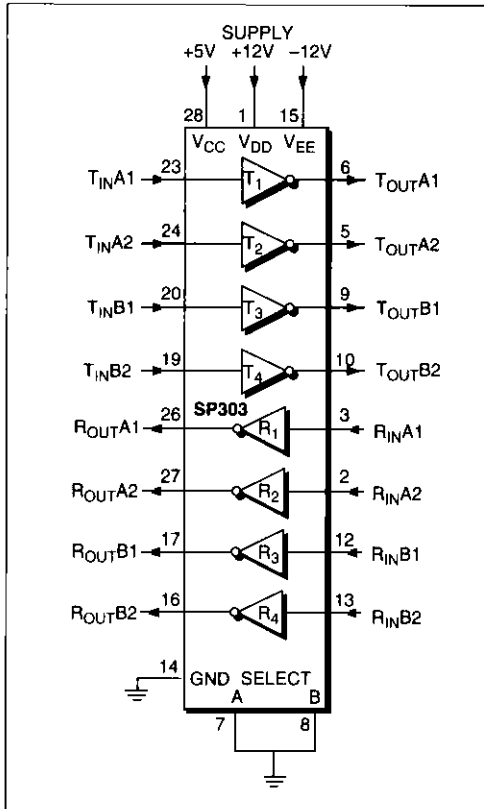 SUPPLY
+5V +12V −12V
28 1 15
VCC VDD VEE
TINA1 23 T1 6 TOUTA1
TINA2 24 T2 5 TOUTA2
TINB1 20 T3 9 TOUTB1
TINB2 19 T4 10 TOUTB2
SP303
ROUTA1 26 R1 3 RINA1
ROUTA2 27 R2 2 RINA2
ROUTB1 17 R3 12 RINB1
ROUTB2 16 R4 13 RINB2
14 GND SELECT
A B
7 8